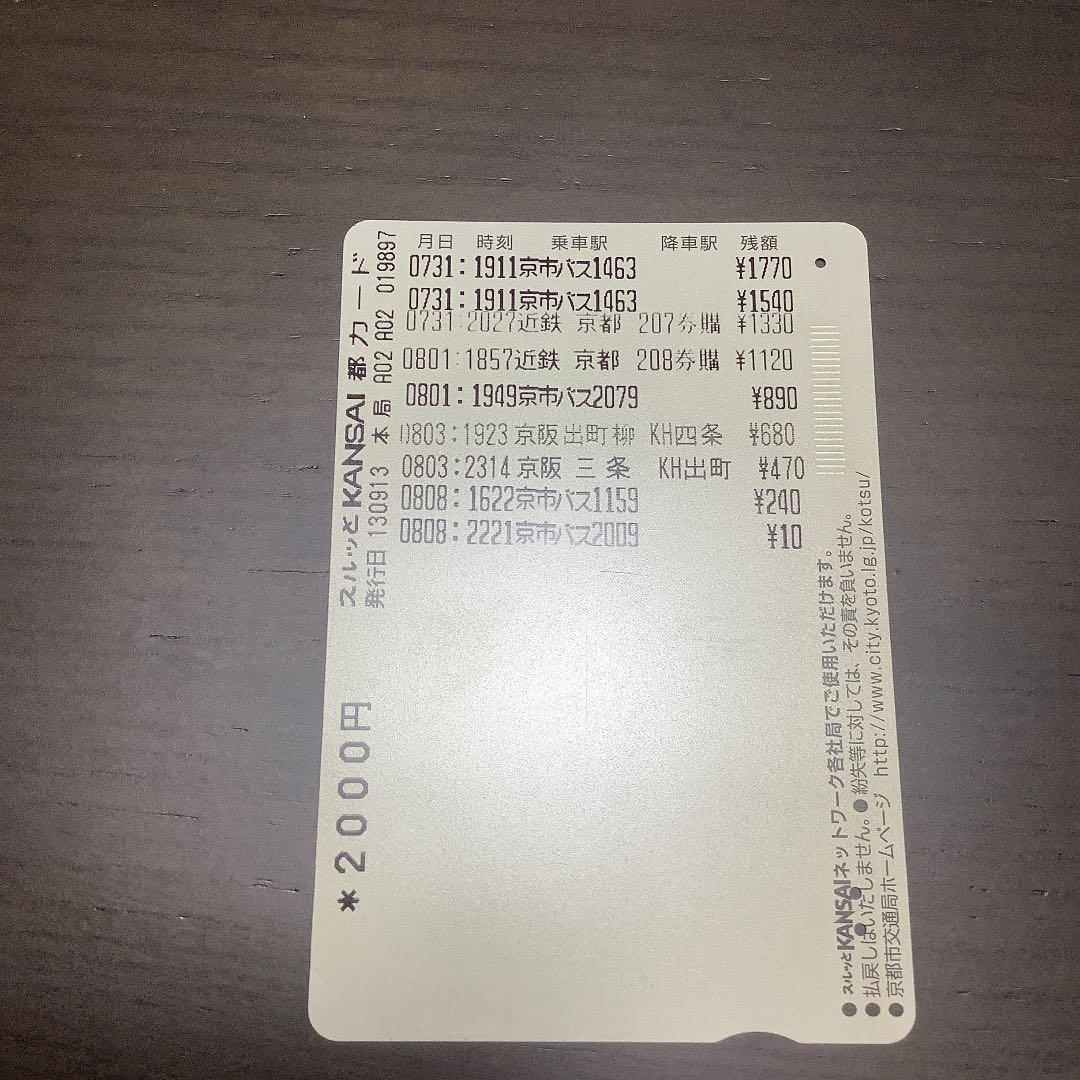 月日 時刻 乗車駅 降車駅 残額
0731:1911京市バス1463 ¥1770
0731:1911京市バス1463 ¥1540
0731:2027近鉄 京都 207券購 ¥1330
0801:1857近鉄 京都 208券購 ¥1120
0801:1949京市バス2079 ¥890
0803:1923京阪出町柳 KH四条 ¥680
0803:2314京阪 三条 KH出町 ¥470
0808:1622京市バス1159 ¥240
0808:2221京市バス2009 ¥10
*2000円 スルッとKANSAI 都カード
発行日 130913 本局 A02 A02 019897
●スルッとKANSAIネットワーク各社局でご使用いただけます。
●払戻しはいたしません。●紛失等に対しては、その責を負いません。
●京都市交通局ホームページ http://www.city.kyoto.lg.jp/kotsu/